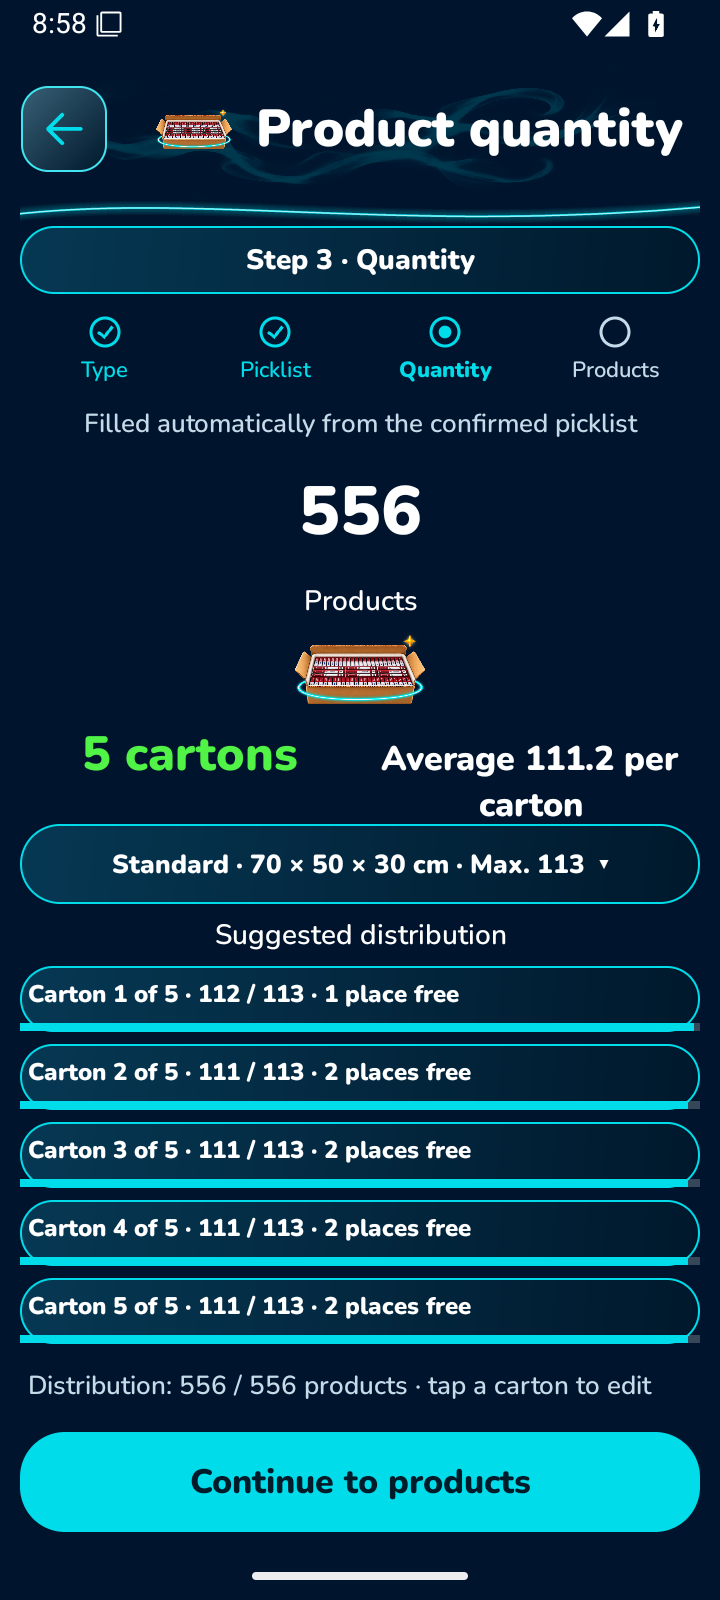 8:58
Product quantity
Step 3 · Quantity
Type
Picklist
Quantity
Products
Filled automatically from the confirmed picklist
556
Products
5 cartons
Average 111.2 per
carton
Standard · 70 × 50 × 30 cm · Max. 113 ▼
Suggested distribution
Carton 1 of 5 · 112 / 113 · 1 place free
Carton 2 of 5 · 111 / 113 · 2 places free
Carton 3 of 5 · 111 / 113 · 2 places free
Carton 4 of 5 · 111 / 113 · 2 places free
Carton 5 of 5 · 111 / 113 · 2 places free
Distribution: 556 / 556 products · tap a carton to edit
Continue to products